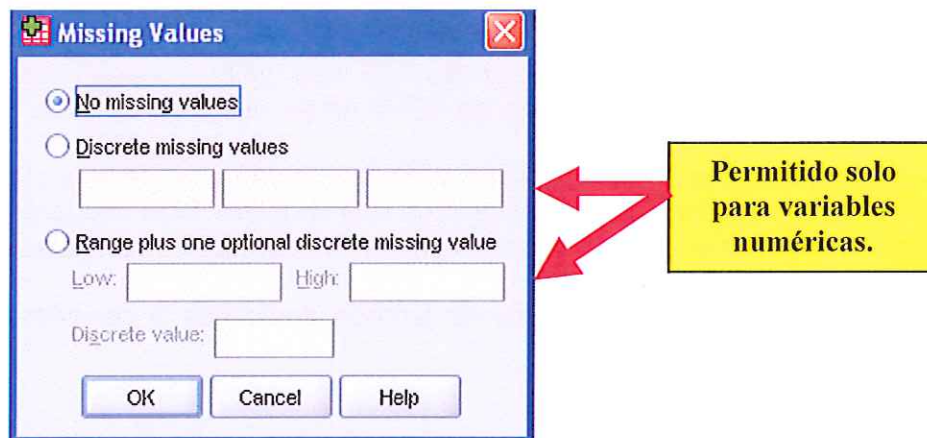 Missing Values
No missing values
Discrete missing values
Range plus one optional discrete missing value
Low: High:
Discrete value:
OK Cancel Help
Permitido solo
para variables
numéricas.